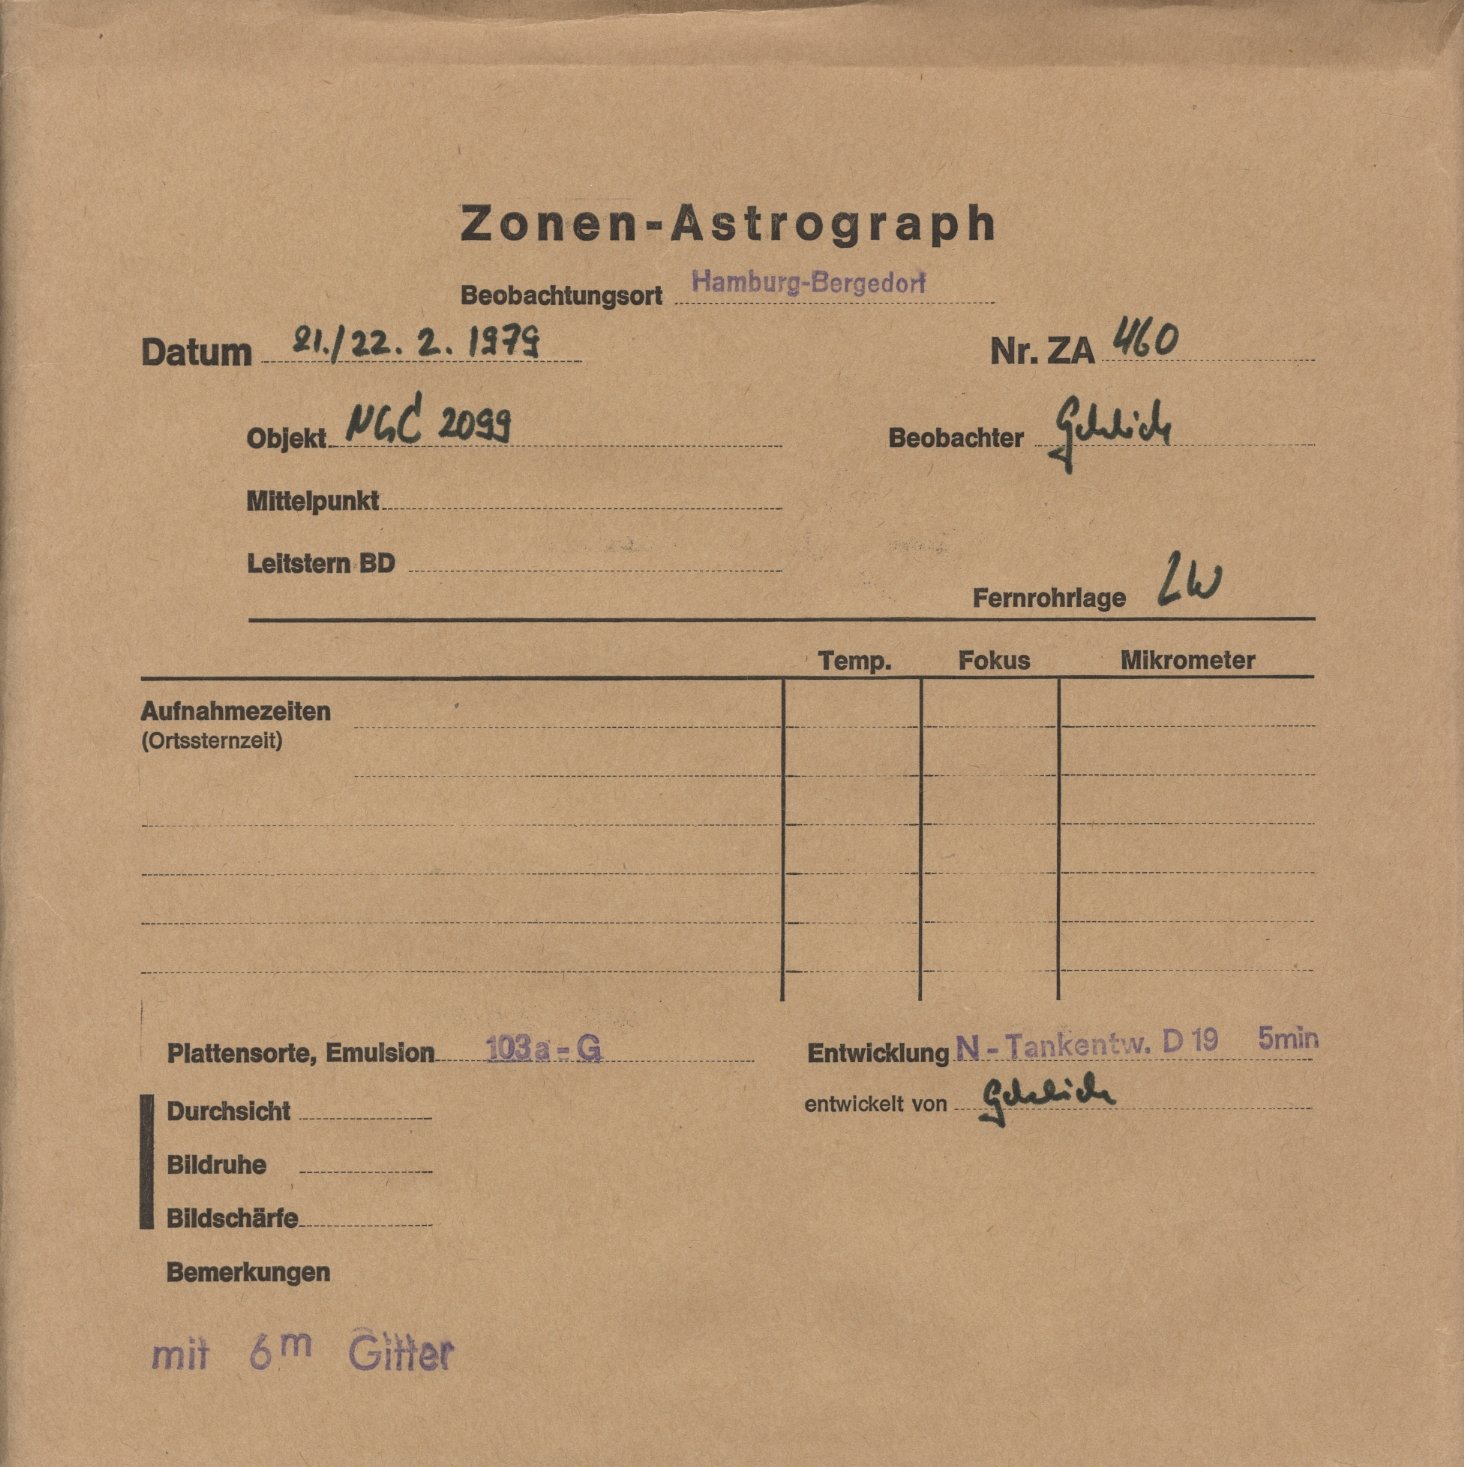 Zonen-Astrograph
Beobachtungsort Hamburg-Bergedorf
Datum 21./22. 2. 1979 Nr. ZA 460
Objekt NGC 2099 Beobachter
Mittelpunkt
Leitstern BD
Fernrohrlage LW
Temp. Fokus Mikrometer
Aufnahmezeiten
(Ortssternzeit)
Plattensorte, Emulsion 103a-G Entwicklung N-Tankentw. D 19 5min
Durchsicht entwickelt von
Bildruhe
Bildschärfe
Bemerkungen
mit 6m Gitter